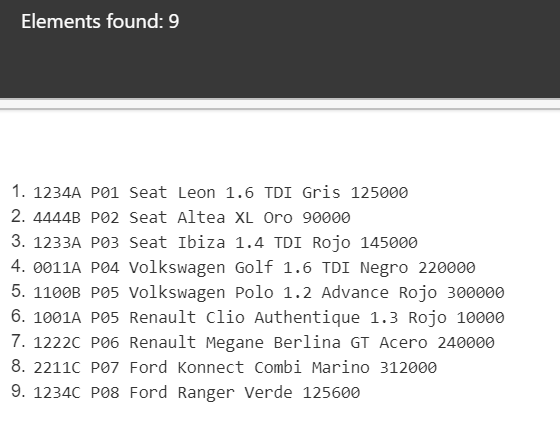 Elements found: 9
1. 1234A P01 Seat Leon 1.6 TDI Gris 125000
2. 4444B P02 Seat Altea XL Oro 90000
3. 1233A P03 Seat Ibiza 1.4 TDI Rojo 145000
4. 0011A P04 Volkswagen Golf 1.6 TDI Negro 220000
5. 1100B P05 Volkswagen Polo 1.2 Advance Rojo 300000
6. 1001A P05 Renault Clio Authentique 1.3 Rojo 10000
7. 1222C P06 Renault Megane Berlina GT Acero 240000
8. 2211C P07 Ford Konnect Combi Marino 312000
9. 1234C P08 Ford Ranger Verde 125600